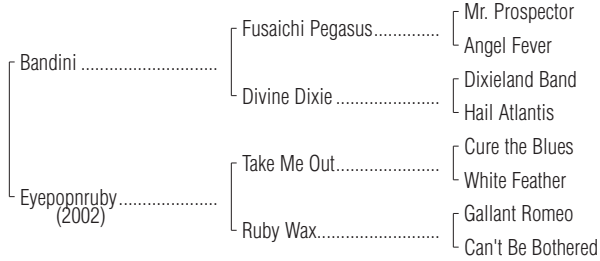 Mr. Prospector
Fusaichi Pegasus..............
Angel Fever
Bandini .............................
Dixieland Band
Divine Dixie ......................
Hail Atlantis
Cure the Blues
Take Me Out......................
White Feather
Eyepopnruby.....................
(2002)
Gallant Romeo
Ruby Wax..........................
Can't Be Bothered